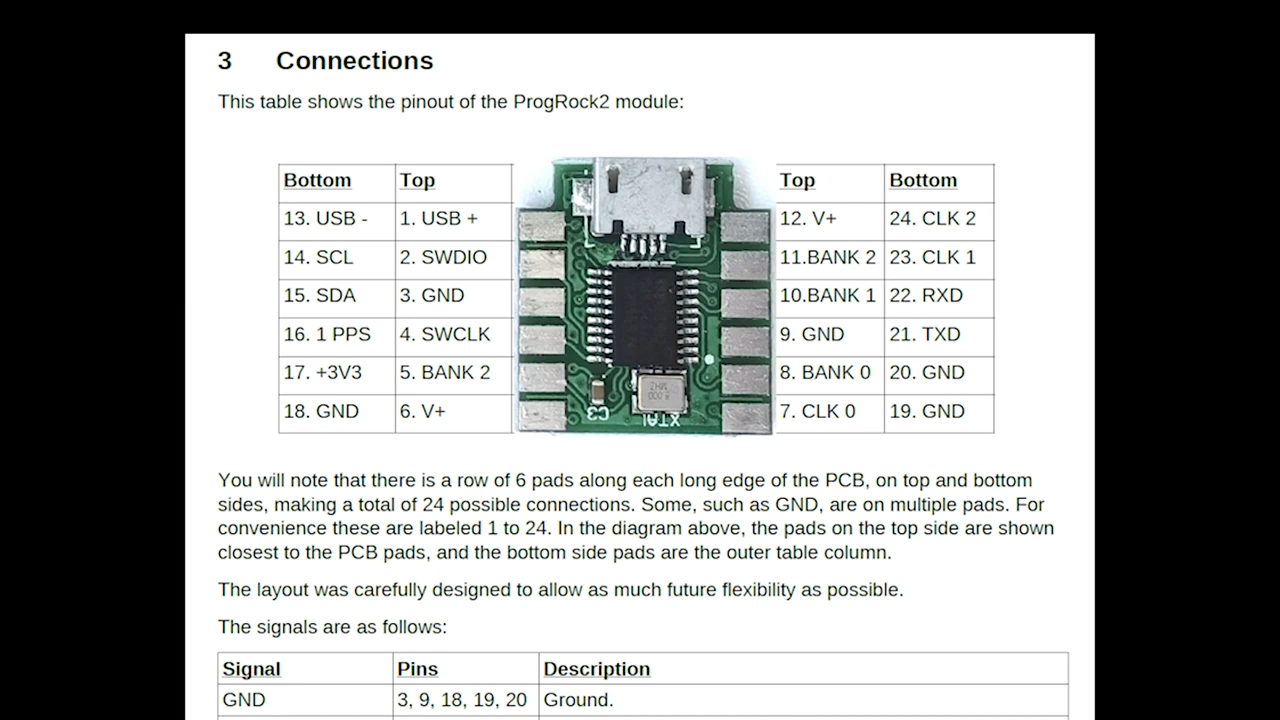 3 Connections
This table shows the pinout of the ProgRock2 module:
Bottom Top Top Bottom
13. USB - 1. USB + 12. V+ 24. CLK 2
14. SCL 2. SWDIO 11.BANK 2 23. CLK 1
15. SDA 3. GND 10.BANK 1 22. RXD
16. 1 PPS 4. SWCLK 9. GND 21. TXD
17. +3V3 5. BANK 2 8. BANK 0 20. GND
18. GND 6. V+ 7. CLK 0 19. GND
C3
XTAL
You will note that there is a row of 6 pads along each long edge of the PCB, on top and bottom
sides, making a total of 24 possible connections. Some, such as GND, are on multiple pads. For
convenience these are labeled 1 to 24. In the diagram above, the pads on the top side are shown
closest to the PCB pads, and the bottom side pads are the outer table column.
The layout was carefully designed to allow as much future flexibility as possible.
The signals are as follows:
Signal Pins Description
GND 3, 9, 18, 19, 20 Ground.